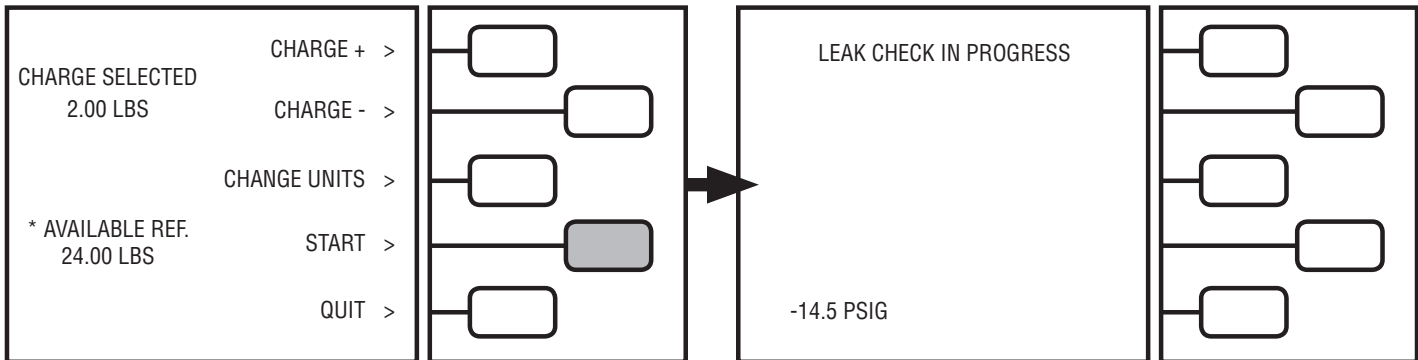 CHARGE + >
CHARGE SELECTED
2.00 LBS
CHARGE - >
CHANGE UNITS >
* AVAILABLE REF.
24.00 LBS
START >
QUIT >
LEAK CHECK IN PROGRESS
-14.5 PSIG